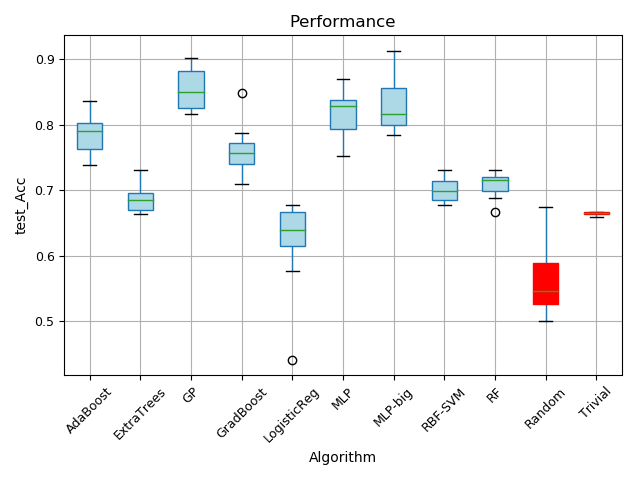 Performance
test_Acc
0.9
0.8
0.7
0.6
0.5
AdaBoost
ExtraTrees
GP
GradBoost
LogisticReg
MLP
MLP-big
RBF-SVM
RF
Random
Trivial
Algorithm